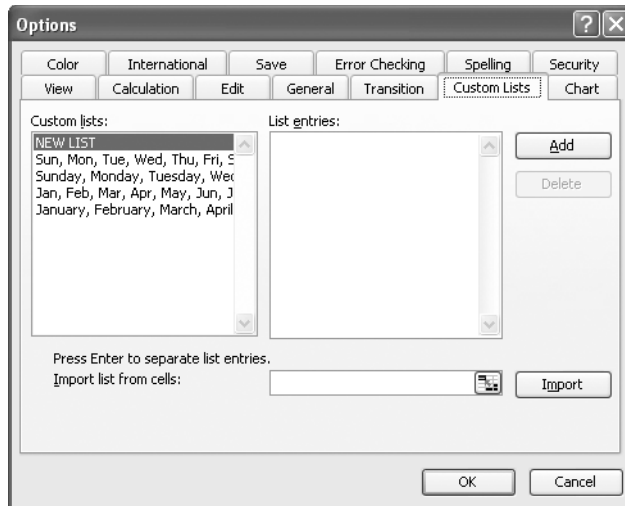 Options
Color International Save Error Checking Spelling Security
View Calculation Edit General Transition Custom Lists Chart
Custom lists: List entries:
NEW LIST
Sun, Mon, Tue, Wed, Thu, Fri, S
Sunday, Monday, Tuesday, Wed
Jan, Feb, Mar, Apr, May, Jun, J
January, February, March, April
Add
Delete
Press Enter to separate list entries.
Import list from cells: Import
OK Cancel